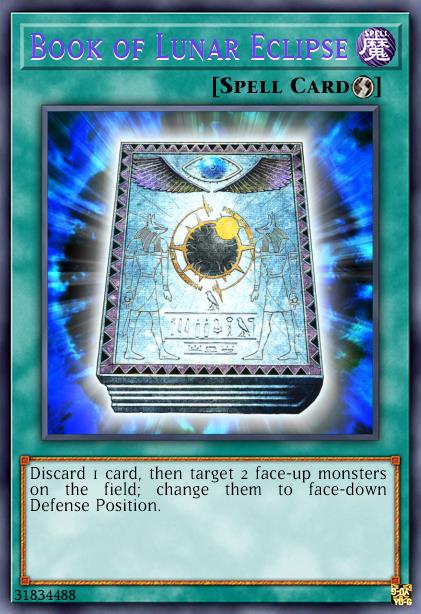 Book of Lunar Eclipse
SPELL
魔
[Spell Card]
Discard 1 card, then target 2 face-up monsters
on the field; change them to face-down
Defense Position.
31834488